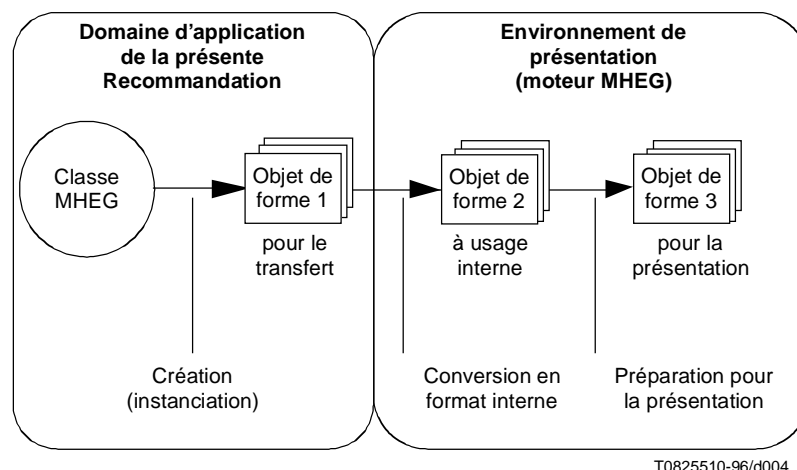 Domaine d'application
de la présente
Recommandation
Environnement de
présentation
(moteur MHEG)
Classe
MHEG
Objet de
forme 1
Objet de
forme 2
Objet de
forme 3
pour le
transfert
à usage
interne
pour la
présentation
Création
(instanciation)
Conversion en
format interne
Préparation pour
la présentation
T0825510-96/d004